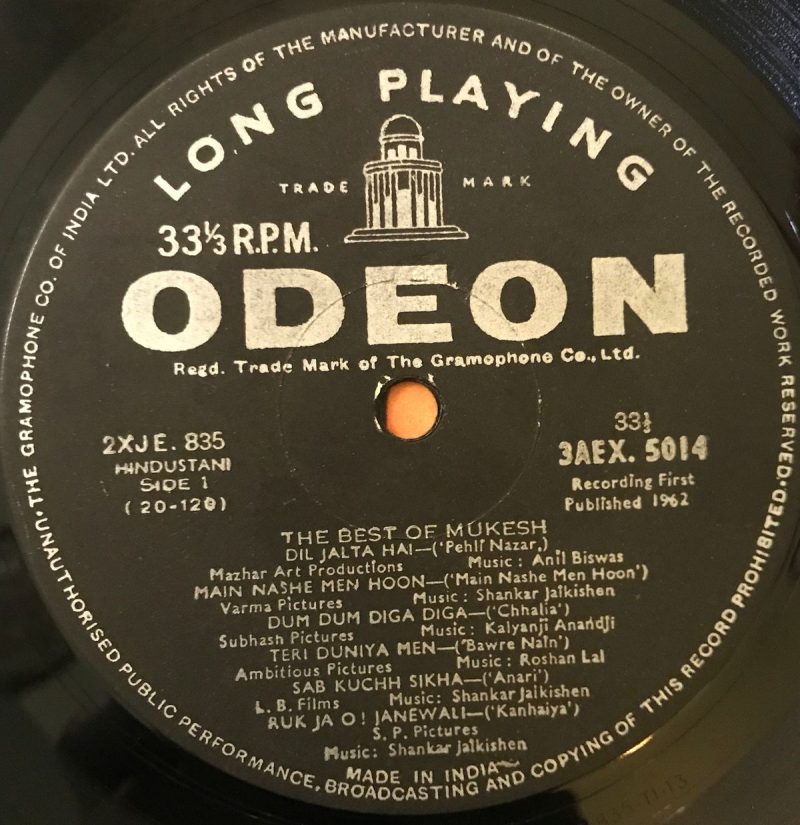 UNAUTHORISED PUBLIC PERFORMANCE, BROADCASTING AND COPYING OF THIS RECORD PROHIBITED. THE GRAMOPHONE CO. OF INDIA LTD. ALL RIGHTS OF THE MANUFACTURER AND OF THE OWNER OF THE RECORDED WORK RESERVED.
LONG PLAYING
TRADE MARK
33⅓ R.P.M.
ODEON
Regd. Trade Mark of The Gramophone Co., Ltd.
2XJE. 835
HINDUSTANI
SIDE 1
(20-120)
33⅓
3AEX. 5014
Recording First
Published 1962
THE BEST OF MUKESH
DIL JALTA HAI—('Pehli Nazar,)
Mazhar Art Productions Music: Anil Biswas
MAIN NASHE MEN HOON—('Main Nashe Men Hoon')
Varma Pictures Music: Shankar Jaikishen
DUM DUM DIGA DIGA—('Chhalia')
Subhash Pictures Music: Kalyanji Anandji
TERI DUNIYA MEN—('Bawre Nain')
Ambitious Pictures Music: Roshan Lal
SAB KUCHH SIKHA—('Anari')
L. B. Films Music: Shankar Jaikishen
RUK JA O! JANEWALI—('Kanhaiya')
S. P. Pictures
Music: Shankar Jaikishen
MADE IN INDIA